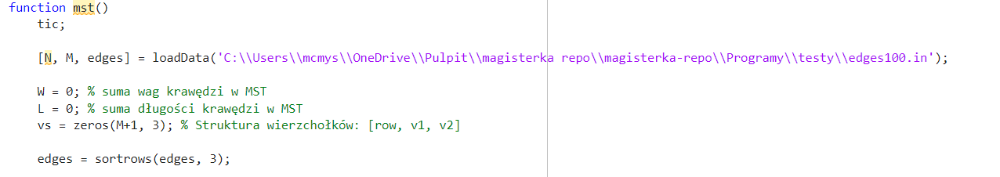 function mst()
    tic;
    [N, M, edges] = loadData('C:\\Users\\mcmys\\OneDrive\\Pulpit\\magisterka repo\\magisterka-repo\\Programy\\testy\\edges100.in');
    W = 0; % suma wag krawędzi w MST
    L = 0; % suma długości krawędzi w MST
    vs = zeros(M+1, 3); % Struktura wierzchołków: [row, v1, v2]
    edges = sortrows(edges, 3);